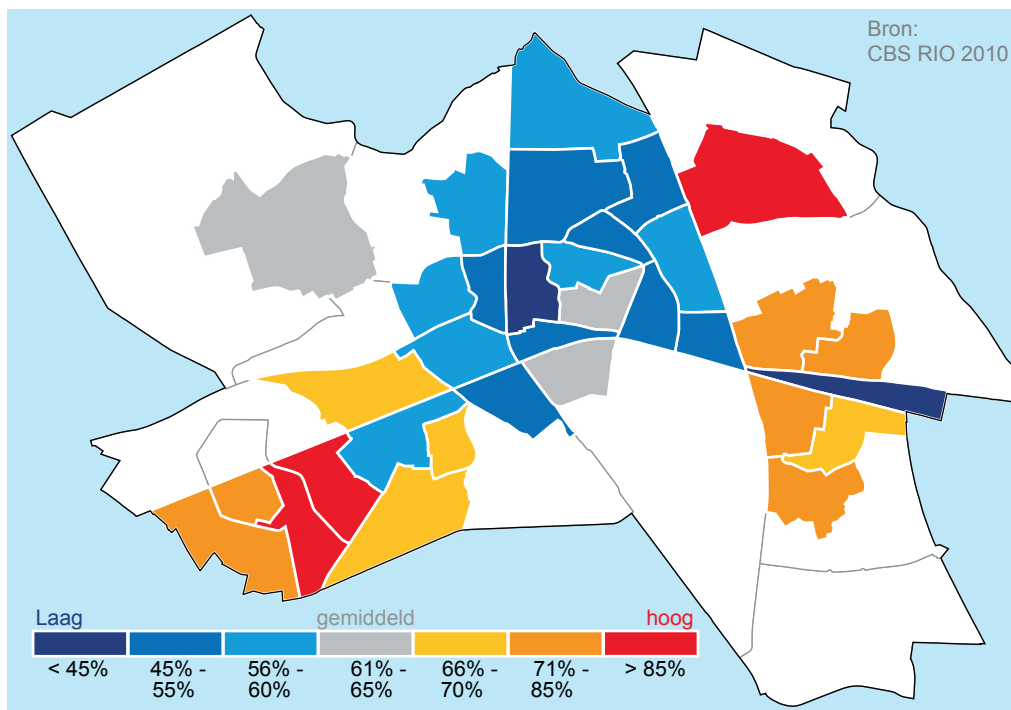 Bron:
CBS RIO 2010
Laag gemiddeld hoog
< 45% 45% - 56% - 61% - 66% - 71% - > 85%
55% 60% 65% 70% 85%